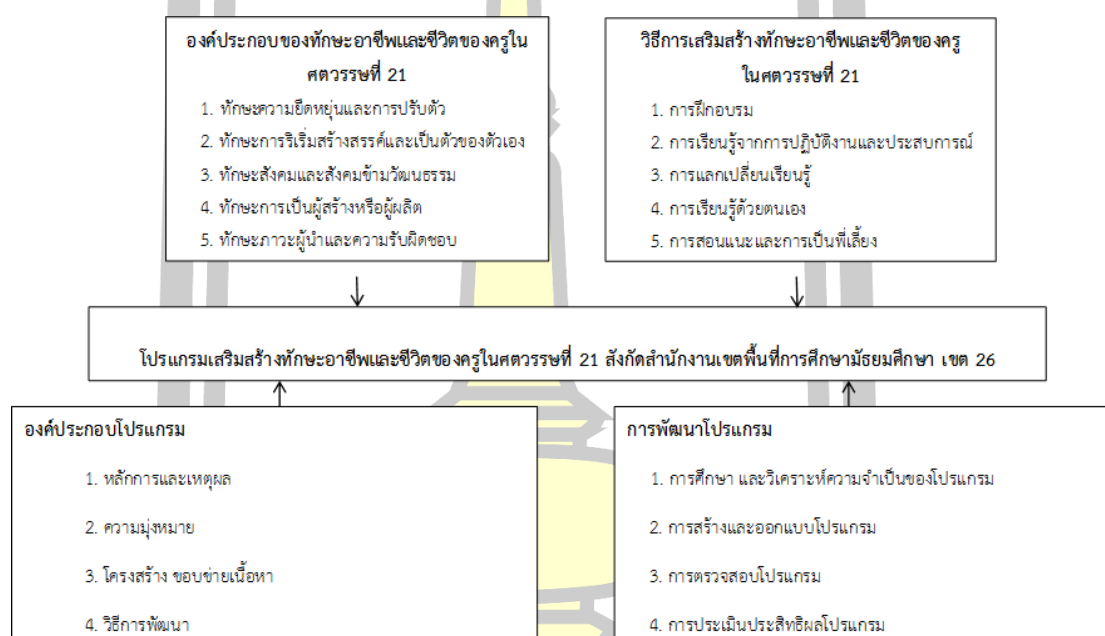 องค์ประกอบของทักษะอาชีพและชีวิตของครูใน
ศตวรรษที่ 21
1. ทักษะความยืดหยุ่นและการปรับตัว
2. ทักษะการริเริ่มสร้างสรรค์และเป็นตัวของตัวเอง
3. ทักษะสังคมและสังคมข้ามวัฒนธรรม
4. ทักษะการเป็นผู้สร้างหรือผู้ผลิต
5. ทักษะภาวะผู้นำและความรับผิดชอบ
วิธีการเสริมสร้างทักษะอาชีพและชีวิตของครู
ในศตวรรษที่ 21
1. การฝึกอบรม
2. การเรียนรู้จากการปฏิบัติงานและประสบการณ์
3. การแลกเปลี่ยนเรียนรู้
4. การเรียนรู้ด้วยตนเอง
5. การสอนแนะและการเป็นพี่เลี้ยง
โปรแกรมเสริมสร้างทักษะอาชีพและชีวิตของครูในศตวรรษที่ 21 สังกัดสำนักงานเขตพื้นที่การศึกษามัธยมศึกษา เขต 26
องค์ประกอบโปรแกรม
1. หลักการและเหตุผล
2. ความมุ่งหมาย
3. โครงสร้าง ขอบข่ายเนื้อหา
4. วิธีการพัฒนา
การพัฒนาโปรแกรม
1. การศึกษา และวิเคราะห์ความจำเป็นของโปรแกรม
2. การสร้างและออกแบบโปรแกรม
3. การตรวจสอบโปรแกรม
4. การประเมินประสิทธิผลโปรแกรม